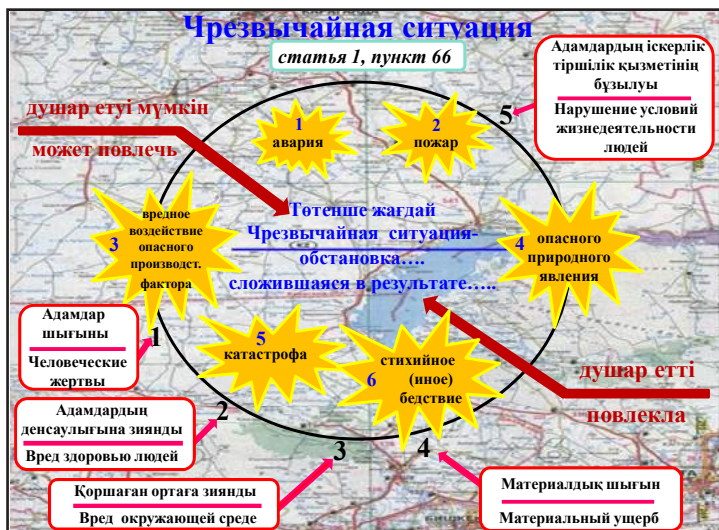 Чрезвычайная ситуация
статья 1, пункт 66
Адамдардың іскерлік
тіршілік қызметінің
бұзылуы
5
Нарушение условий
жизнедеятельности
людей
душар етуі мүмкін
может повлечь
1
авария
2
пожар
3
вредное
воздействие
опасного
производст.
фактора
Төтенше жағдай
Чрезвычайная ситуация-
обстановка….
сложившаяся в результате…..
4
опасного
природного
явления
Адамдар
шығыны
1
Человеческие
жертвы
5
катастрофа
6
стихийное
(иное)
бедствие
душар етті
повлекла
Адамдардың
денсаулығына зиянды
2
Вред здоровью людей
3
4
Қоршаған ортаға зиянды
Вред окружающей среде
Материалдық шығын
Материальный ущерб